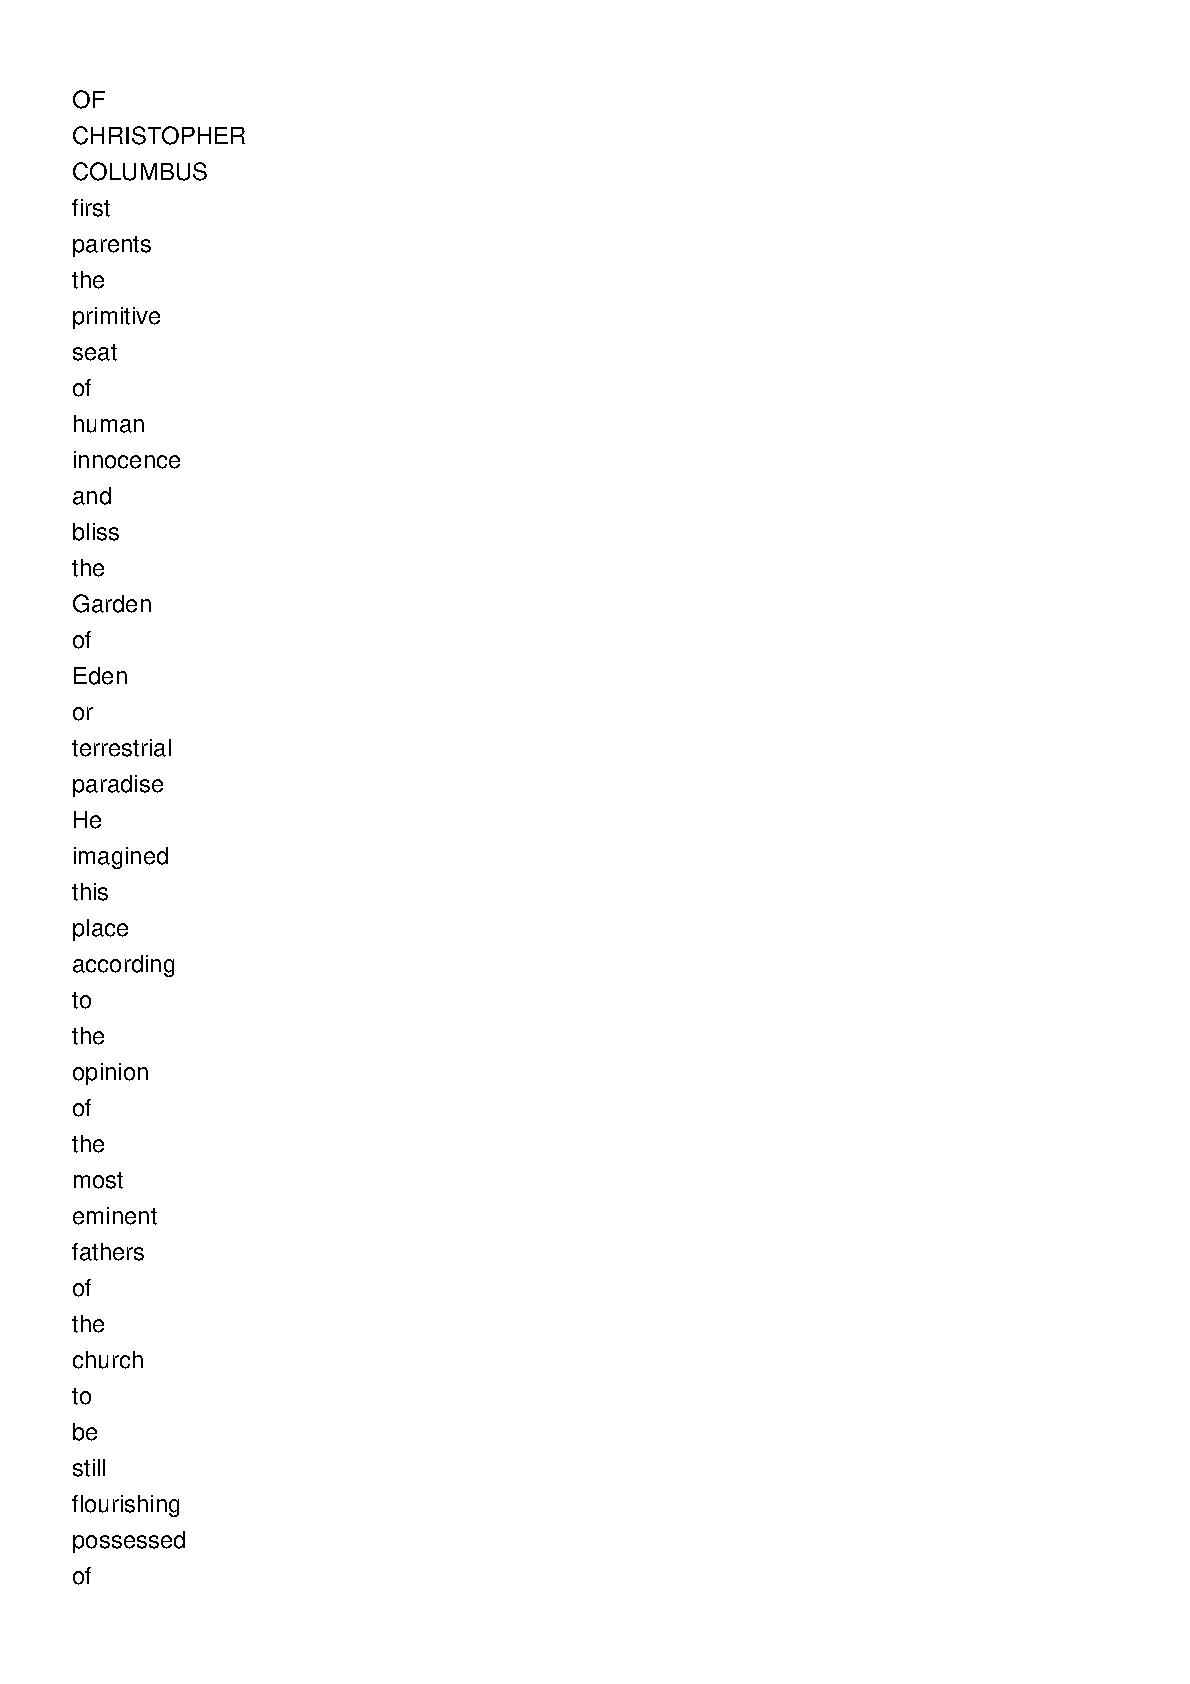 OF
CHRISTOPHER
COLUMBUS
first
parents
the
primitive
seat
of
human
innocence
and
bliss
the
Garden
of
Eden
or
terrestrial
paradise
He
imagined
this
place
according
to
the
opinion
of
the
most
eminent
fathers
of
the
church
to
be
still
flourishing
possessed
of